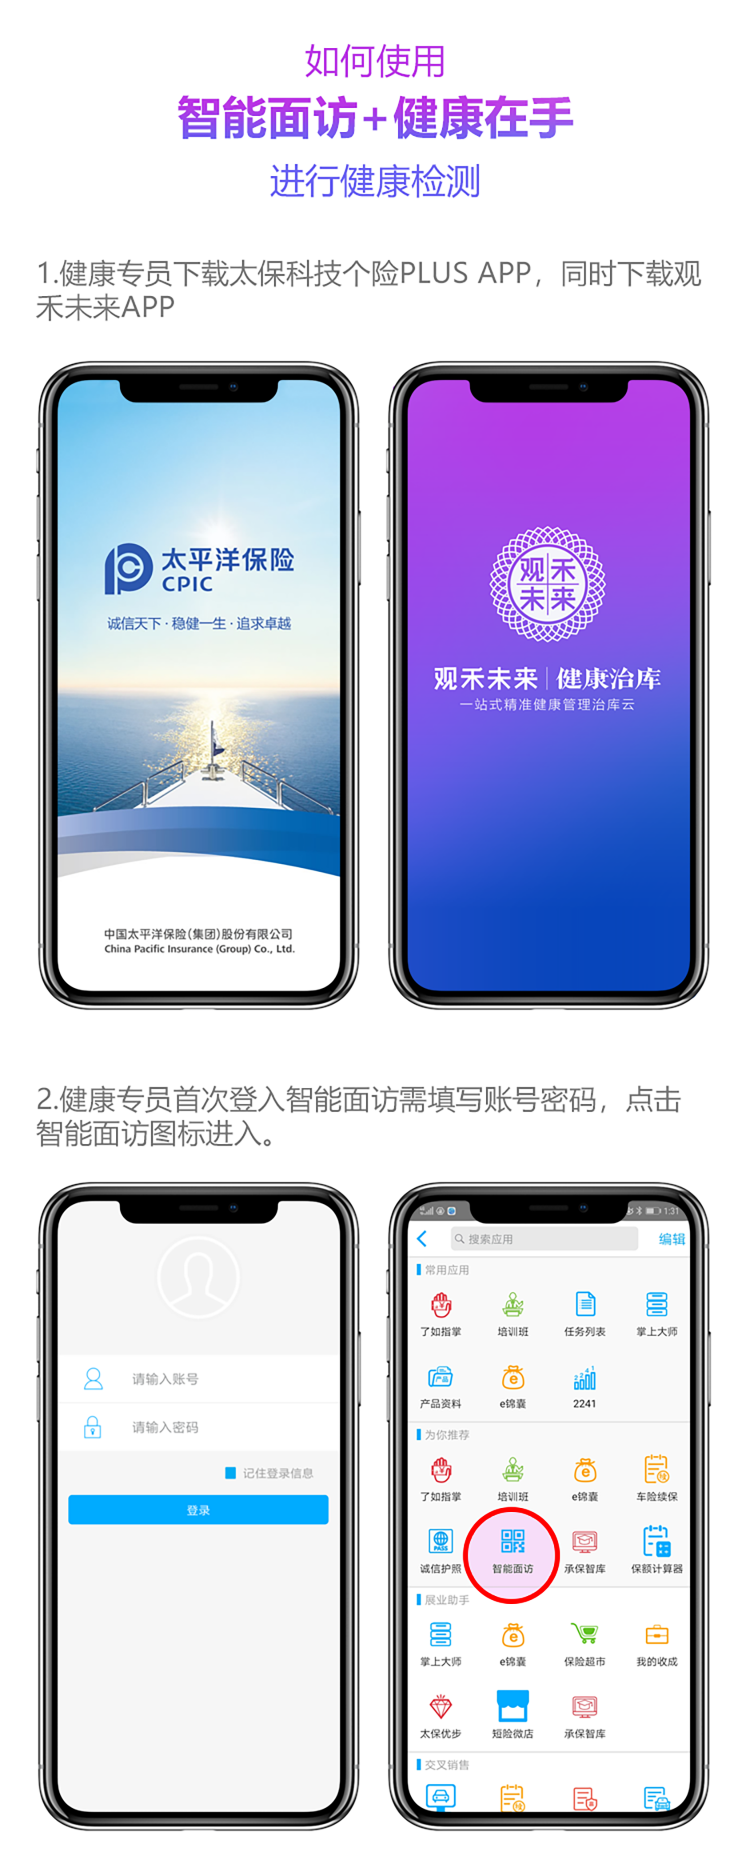 如何使用
智能面访+健康在手
进行健康检测
1.健康专员下载太保科技个险PLUS APP，同时下载观
禾未来APP
太平洋保险
CPIC
诚信天下·稳健一生·追求卓越
中国太平洋保险(集团)股份有限公司
China Pacific Insurance (Group) Co., Ltd.
观禾
未来
观禾未来|健康治库
一站式精准健康管理治库云
2.健康专员首次登入智能面访需填写账号密码，点击
智能面访图标进入。
请输入账号
请输入密码
记住登录信息
登录
1:31
搜索应用
编辑
常用应用
了如指掌 培训班 任务列表 掌上大师
产品
2241
产品资料 e锦囊 2241
为你推荐
了如指掌 培训班 e锦囊 车险续保
PASS
诚信护照 智能面访 承保智库 保额计算器
展业助手
掌上大师 e锦囊 保险超市 我的收成
太保优步 短险微店 承保智库
交叉销售